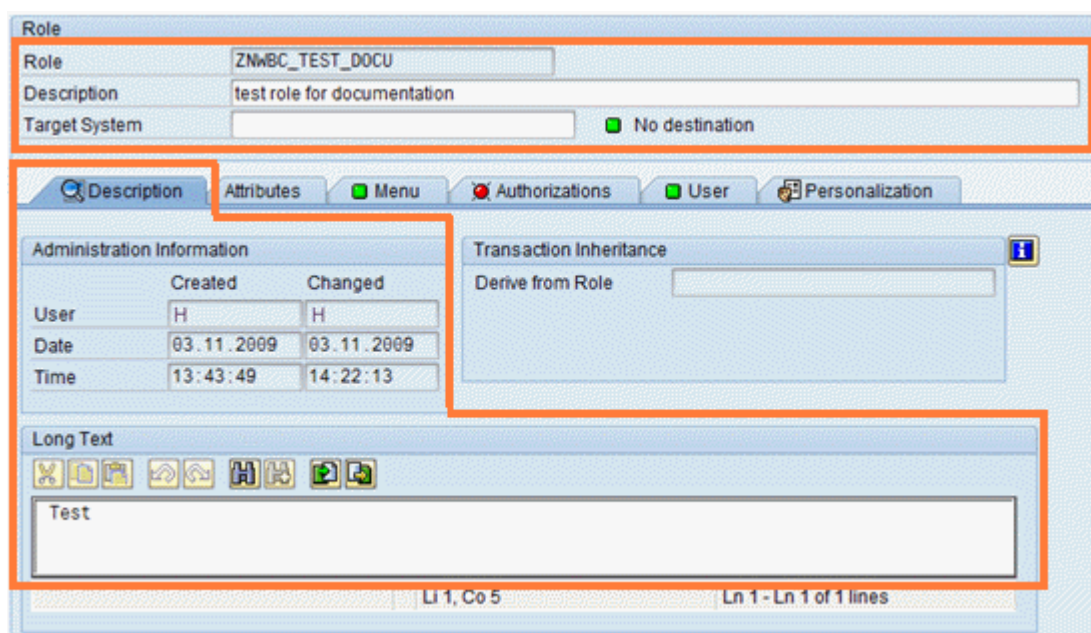 Role
Role ZNWBC_TEST_DOCU
Description test role for documentation
Target System No destination
Description Attributes Menu Authorizations User Personalization
Administration Information Transaction Inheritance
Created Changed Derive from Role
User H H
Date 03.11.2009 03.11.2009
Time 13:43:49 14:22:13
Long Text
Test
Li 1, Co 5 Ln 1 - Ln 1 of 1 lines